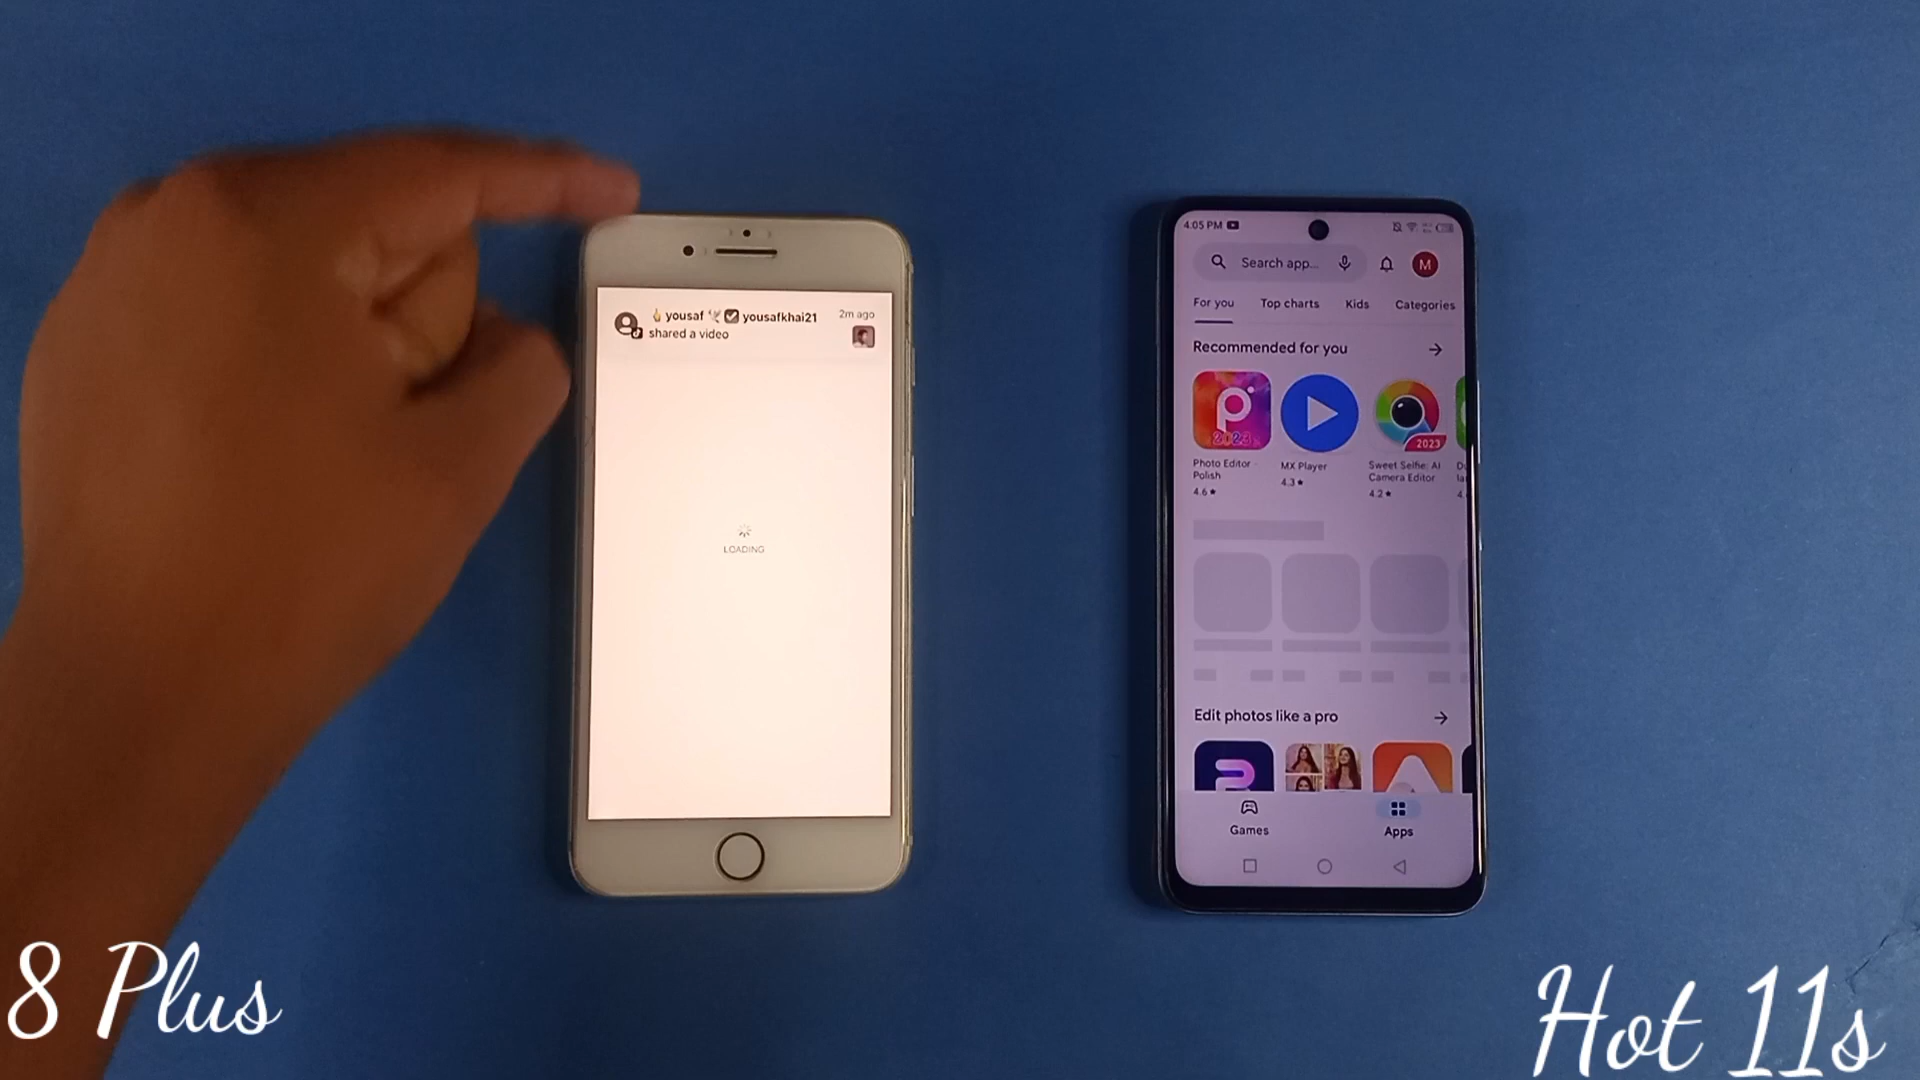 yousaf yousafkhai21
2m ago
shared a video
LOADING
4:05 PM
Search app...
M
For you
Top charts
Kids
Categories
Recommended for you
2023
2023
Photo Editor -
Polish
4.6★
MX Player
4.3★
Sweet Selfie: AI
Camera Editor
4.2★
4.
Edit photos like a pro
Games
Apps
8 Plus
Hot 11s